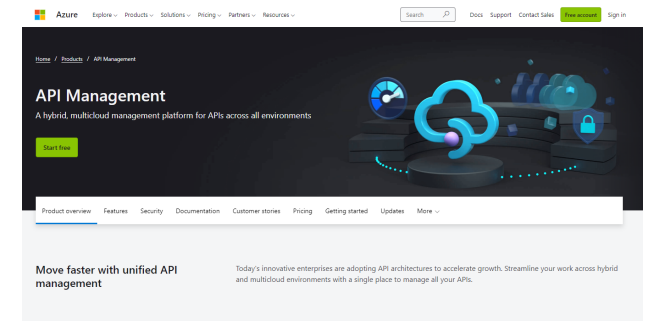 Azure Explore Products Solutions Pricing Partners Resources Search Docs Support Contact Sales Free account Sign in
Home / Products / API Management
API Management
A hybrid, multicloud management platform for APIs across all environments
Start free
Product overview Features Security Documentation Customer stories Pricing Getting started Updates More
Move faster with unified API
management
Today's innovative enterprises are adopting API architectures to accelerate growth. Streamline your work across hybrid
and multicloud environments with a single place to manage all your APIs.